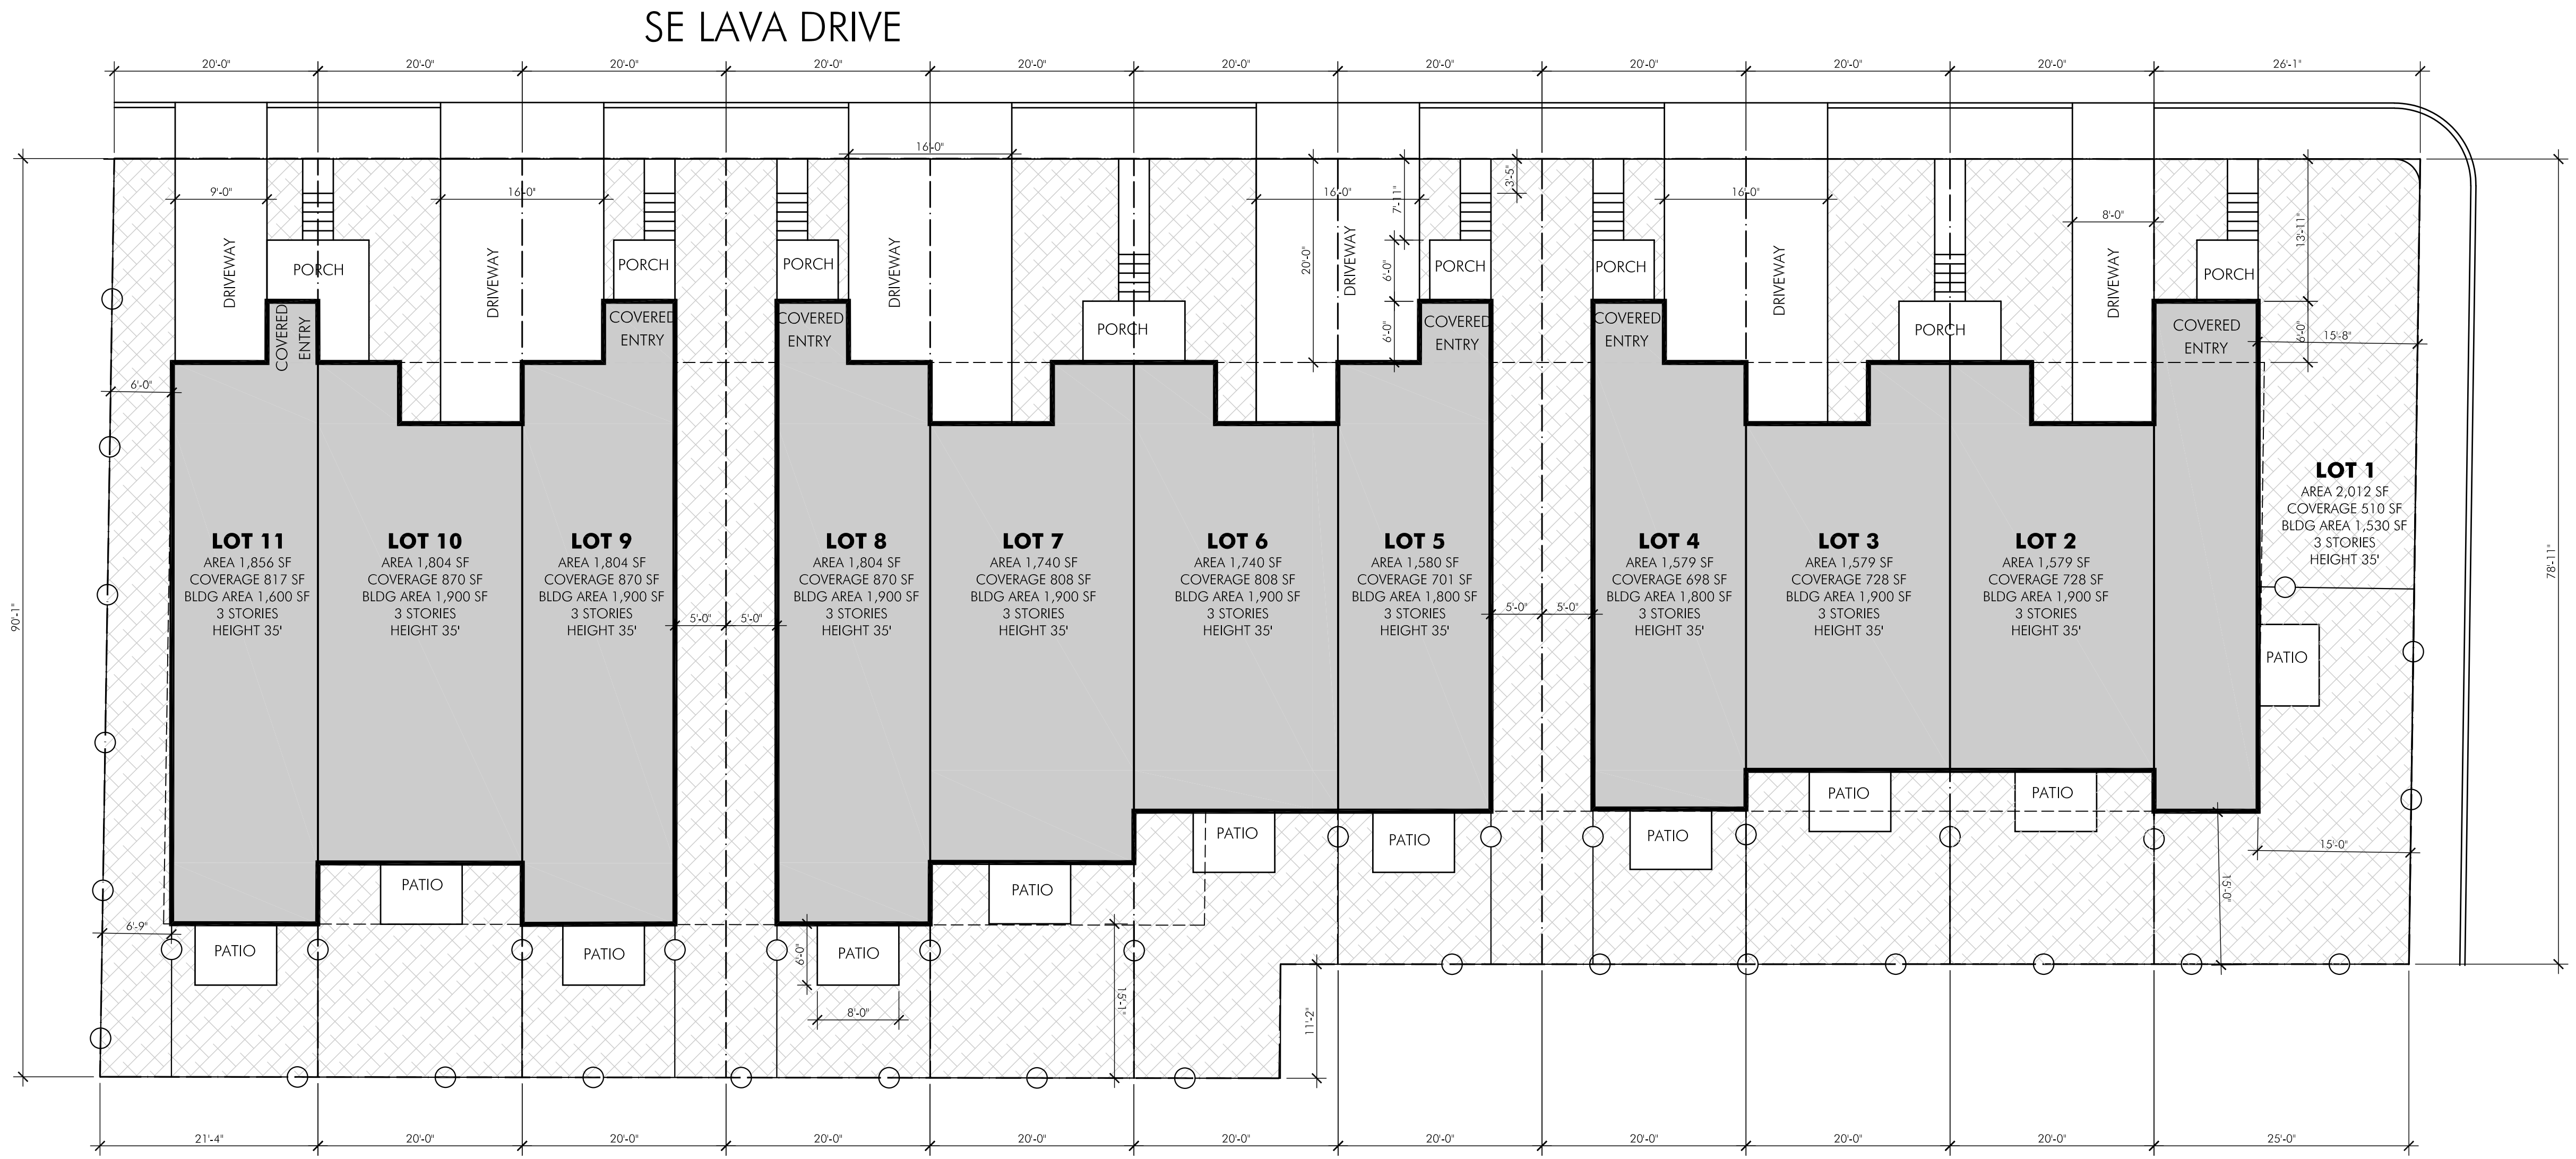 SE LAVA DRIVE
20'-0" 20'-0" 20'-0" 20'-0" 20'-0" 20'-0" 20'-0" 20'-0" 20'-0" 20'-0" 26'-1"
16'-0"
9'-0" 16'-0" 16'-0" 16'-0" 8'-0"
3'-5"
7'-11"
13'-11"
20'-0"
6'-0"
6'-0"
6'-0"
15'-8"
DRIVEWAY
DRIVEWAY
DRIVEWAY
DRIVEWAY
DRIVEWAY
DRIVEWAY
PORCH
PORCH
PORCH
PORCH
PORCH
PORCH
PORCH
PORCH
COVERED
ENTRY
COVERED
ENTRY
COVERED
ENTRY
COVERED
ENTRY
COVERED
ENTRY
COVERED
ENTRY
6'-0"
90'-1"
78'-11"
LOT 11
AREA 1,856 SF
COVERAGE 817 SF
BLDG AREA 1,600 SF
3 STORIES
HEIGHT 35'
LOT 10
AREA 1,804 SF
COVERAGE 870 SF
BLDG AREA 1,900 SF
3 STORIES
HEIGHT 35'
LOT 9
AREA 1,804 SF
COVERAGE 870 SF
BLDG AREA 1,900 SF
3 STORIES
HEIGHT 35'
5'-0" 5'-0"
LOT 8
AREA 1,804 SF
COVERAGE 870 SF
BLDG AREA 1,900 SF
3 STORIES
HEIGHT 35'
LOT 7
AREA 1,740 SF
COVERAGE 808 SF
BLDG AREA 1,900 SF
3 STORIES
HEIGHT 35'
LOT 6
AREA 1,740 SF
COVERAGE 808 SF
BLDG AREA 1,900 SF
3 STORIES
HEIGHT 35'
LOT 5
AREA 1,580 SF
COVERAGE 701 SF
BLDG AREA 1,800 SF
3 STORIES
HEIGHT 35'
5'-0" 5'-0"
LOT 4
AREA 1,579 SF
COVERAGE 698 SF
BLDG AREA 1,800 SF
3 STORIES
HEIGHT 35'
LOT 3
AREA 1,579 SF
COVERAGE 728 SF
BLDG AREA 1,900 SF
3 STORIES
HEIGHT 35'
LOT 2
AREA 1,579 SF
COVERAGE 728 SF
BLDG AREA 1,900 SF
3 STORIES
HEIGHT 35'
LOT 1
AREA 2,012 SF
COVERAGE 510 SF
BLDG AREA 1,530 SF
3 STORIES
HEIGHT 35'
PATIO
PATIO
PATIO
PATIO
PATIO
PATIO
PATIO
PATIO
PATIO
PATIO
PATIO
15'-0"
15'-0"
6'-9"
6'-0"
8'-0"
15'-1"
11'-2"
21'-4" 20'-0" 20'-0" 20'-0" 20'-0" 20'-0" 20'-0" 20'-0" 20'-0" 20'-0" 25'-0"